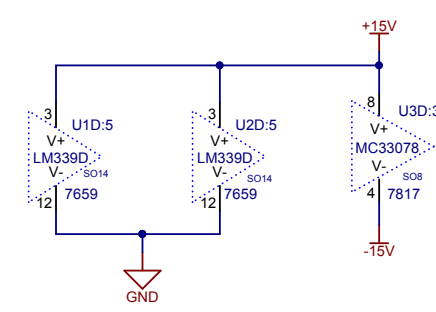 +15V
3
U1D:5
V+
LM339D
V-
SO14
12
7659
3
U2D:5
V+
LM339D
V-
SO14
12
7659
8
U3D:3
V+
MC33078
V-
SO8
4
7817
-15V
GND